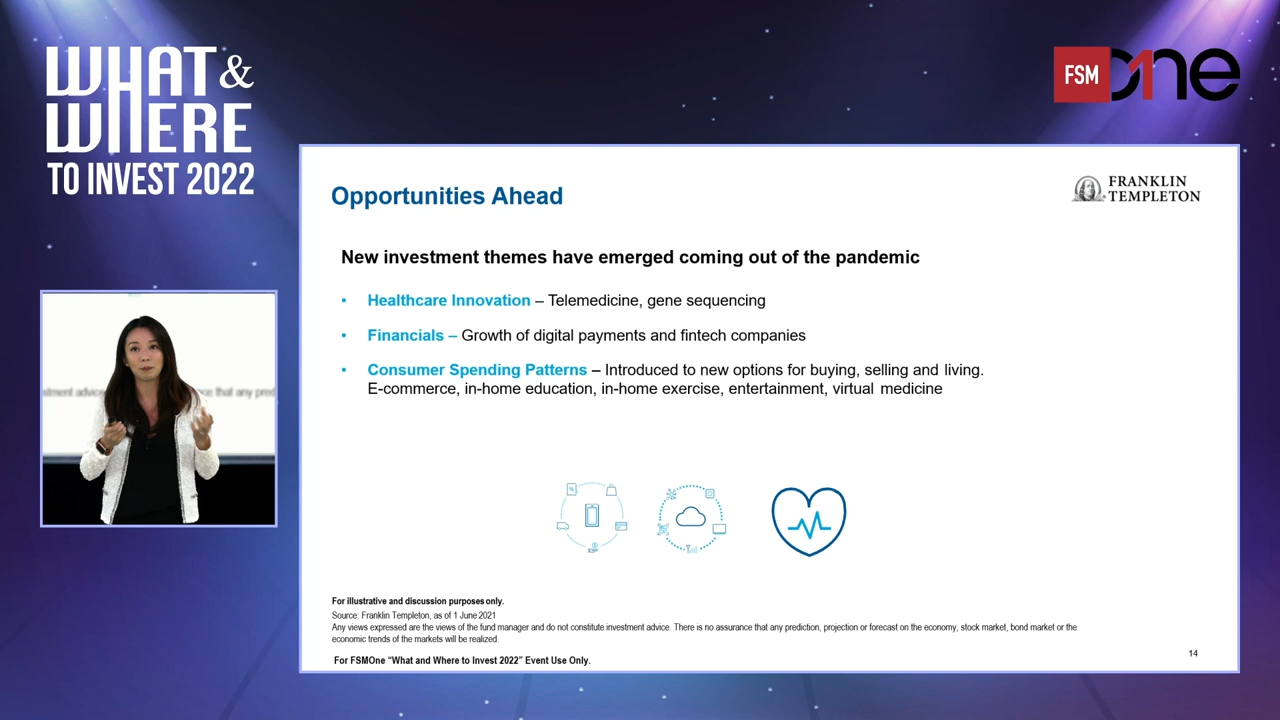 WHAT &
WHERE
TO INVEST 2022
FSM One
Opportunities Ahead
FRANKLIN
TEMPLETON
New investment themes have emerged coming out of the pandemic
• Healthcare Innovation – Telemedicine, gene sequencing
• Financials – Growth of digital payments and fintech companies
• Consumer Spending Patterns – Introduced to new options for buying, selling and living.
E-commerce, in-home education, in-home exercise, entertainment, virtual medicine
stment advic
ce that any pred
For illustrative and discussion purposes only.
Source: Franklin Templeton, as of 1 June 2021
Any views expressed are the views of the fund manager and do not constitute investment advice. There is no assurance that any prediction, projection or forecast on the economy, stock market, bond market or the
economic trends of the markets will be realized.
For FSMOne “What and Where to Invest 2022” Event Use Only.
14